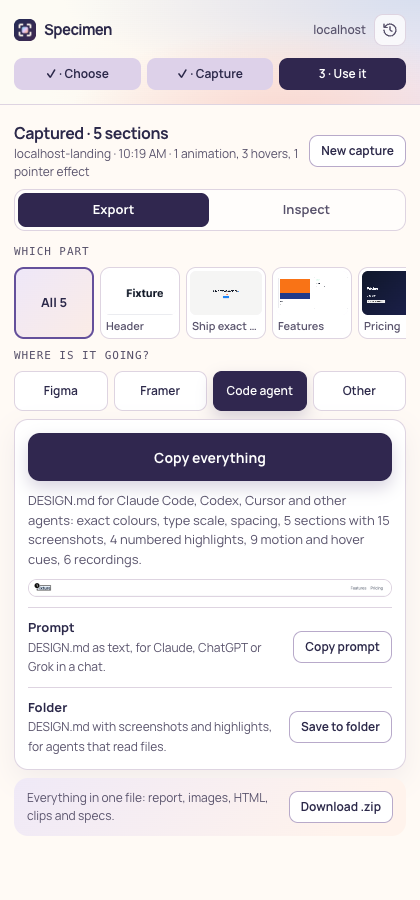 Specimen
localhost
✓ · Choose
✓ · Capture
3 · Use it
Captured · 5 sections
localhost-landing · 10:19 AM · 1 animation, 3 hovers, 1
pointer effect
New capture
Export
Inspect
WHICH PART
All 5
Fixture
Header
Ship exact ...
Features
Pricing
Pricing
WHERE IS IT GOING?
Figma
Framer
Code agent
Other
Copy everything
DESIGN.md for Claude Code, Codex, Cursor and other
agents: exact colours, type scale, spacing, 5 sections with 15
screenshots, 4 numbered highlights, 9 motion and hover
cues, 6 recordings.
Features
Pricing
Prompt
DESIGN.md as text, for Claude, ChatGPT or
Grok in a chat.
Copy prompt
Folder
DESIGN.md with screenshots and highlights,
for agents that read files.
Save to folder
Everything in one file: report, images, HTML,
clips and specs.
Download .zip